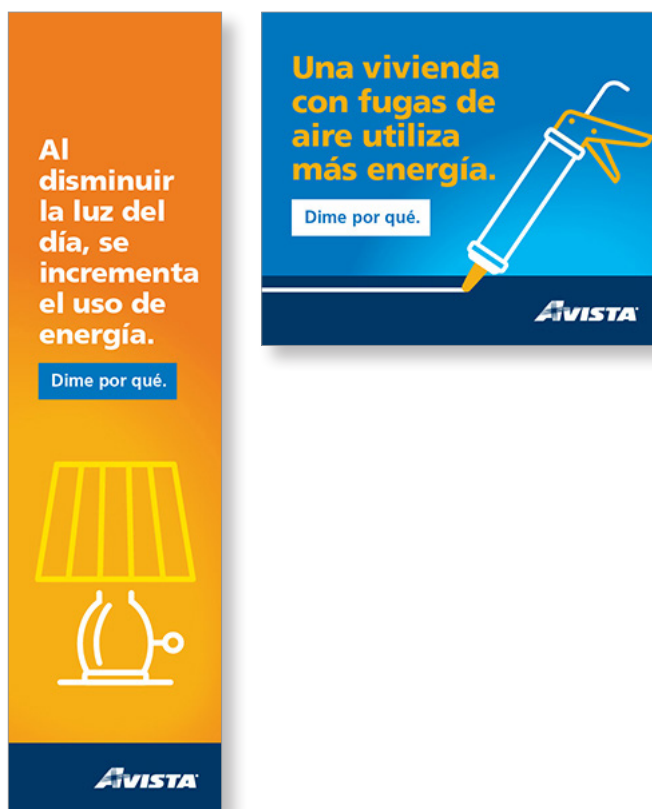 Al
disminuir
la luz del
día, se
incrementa
el uso de
energía.
Dime por qué.
AVISTA
Una vivienda
con fugas de
aire utiliza
más energía.
Dime por qué.
AVISTA